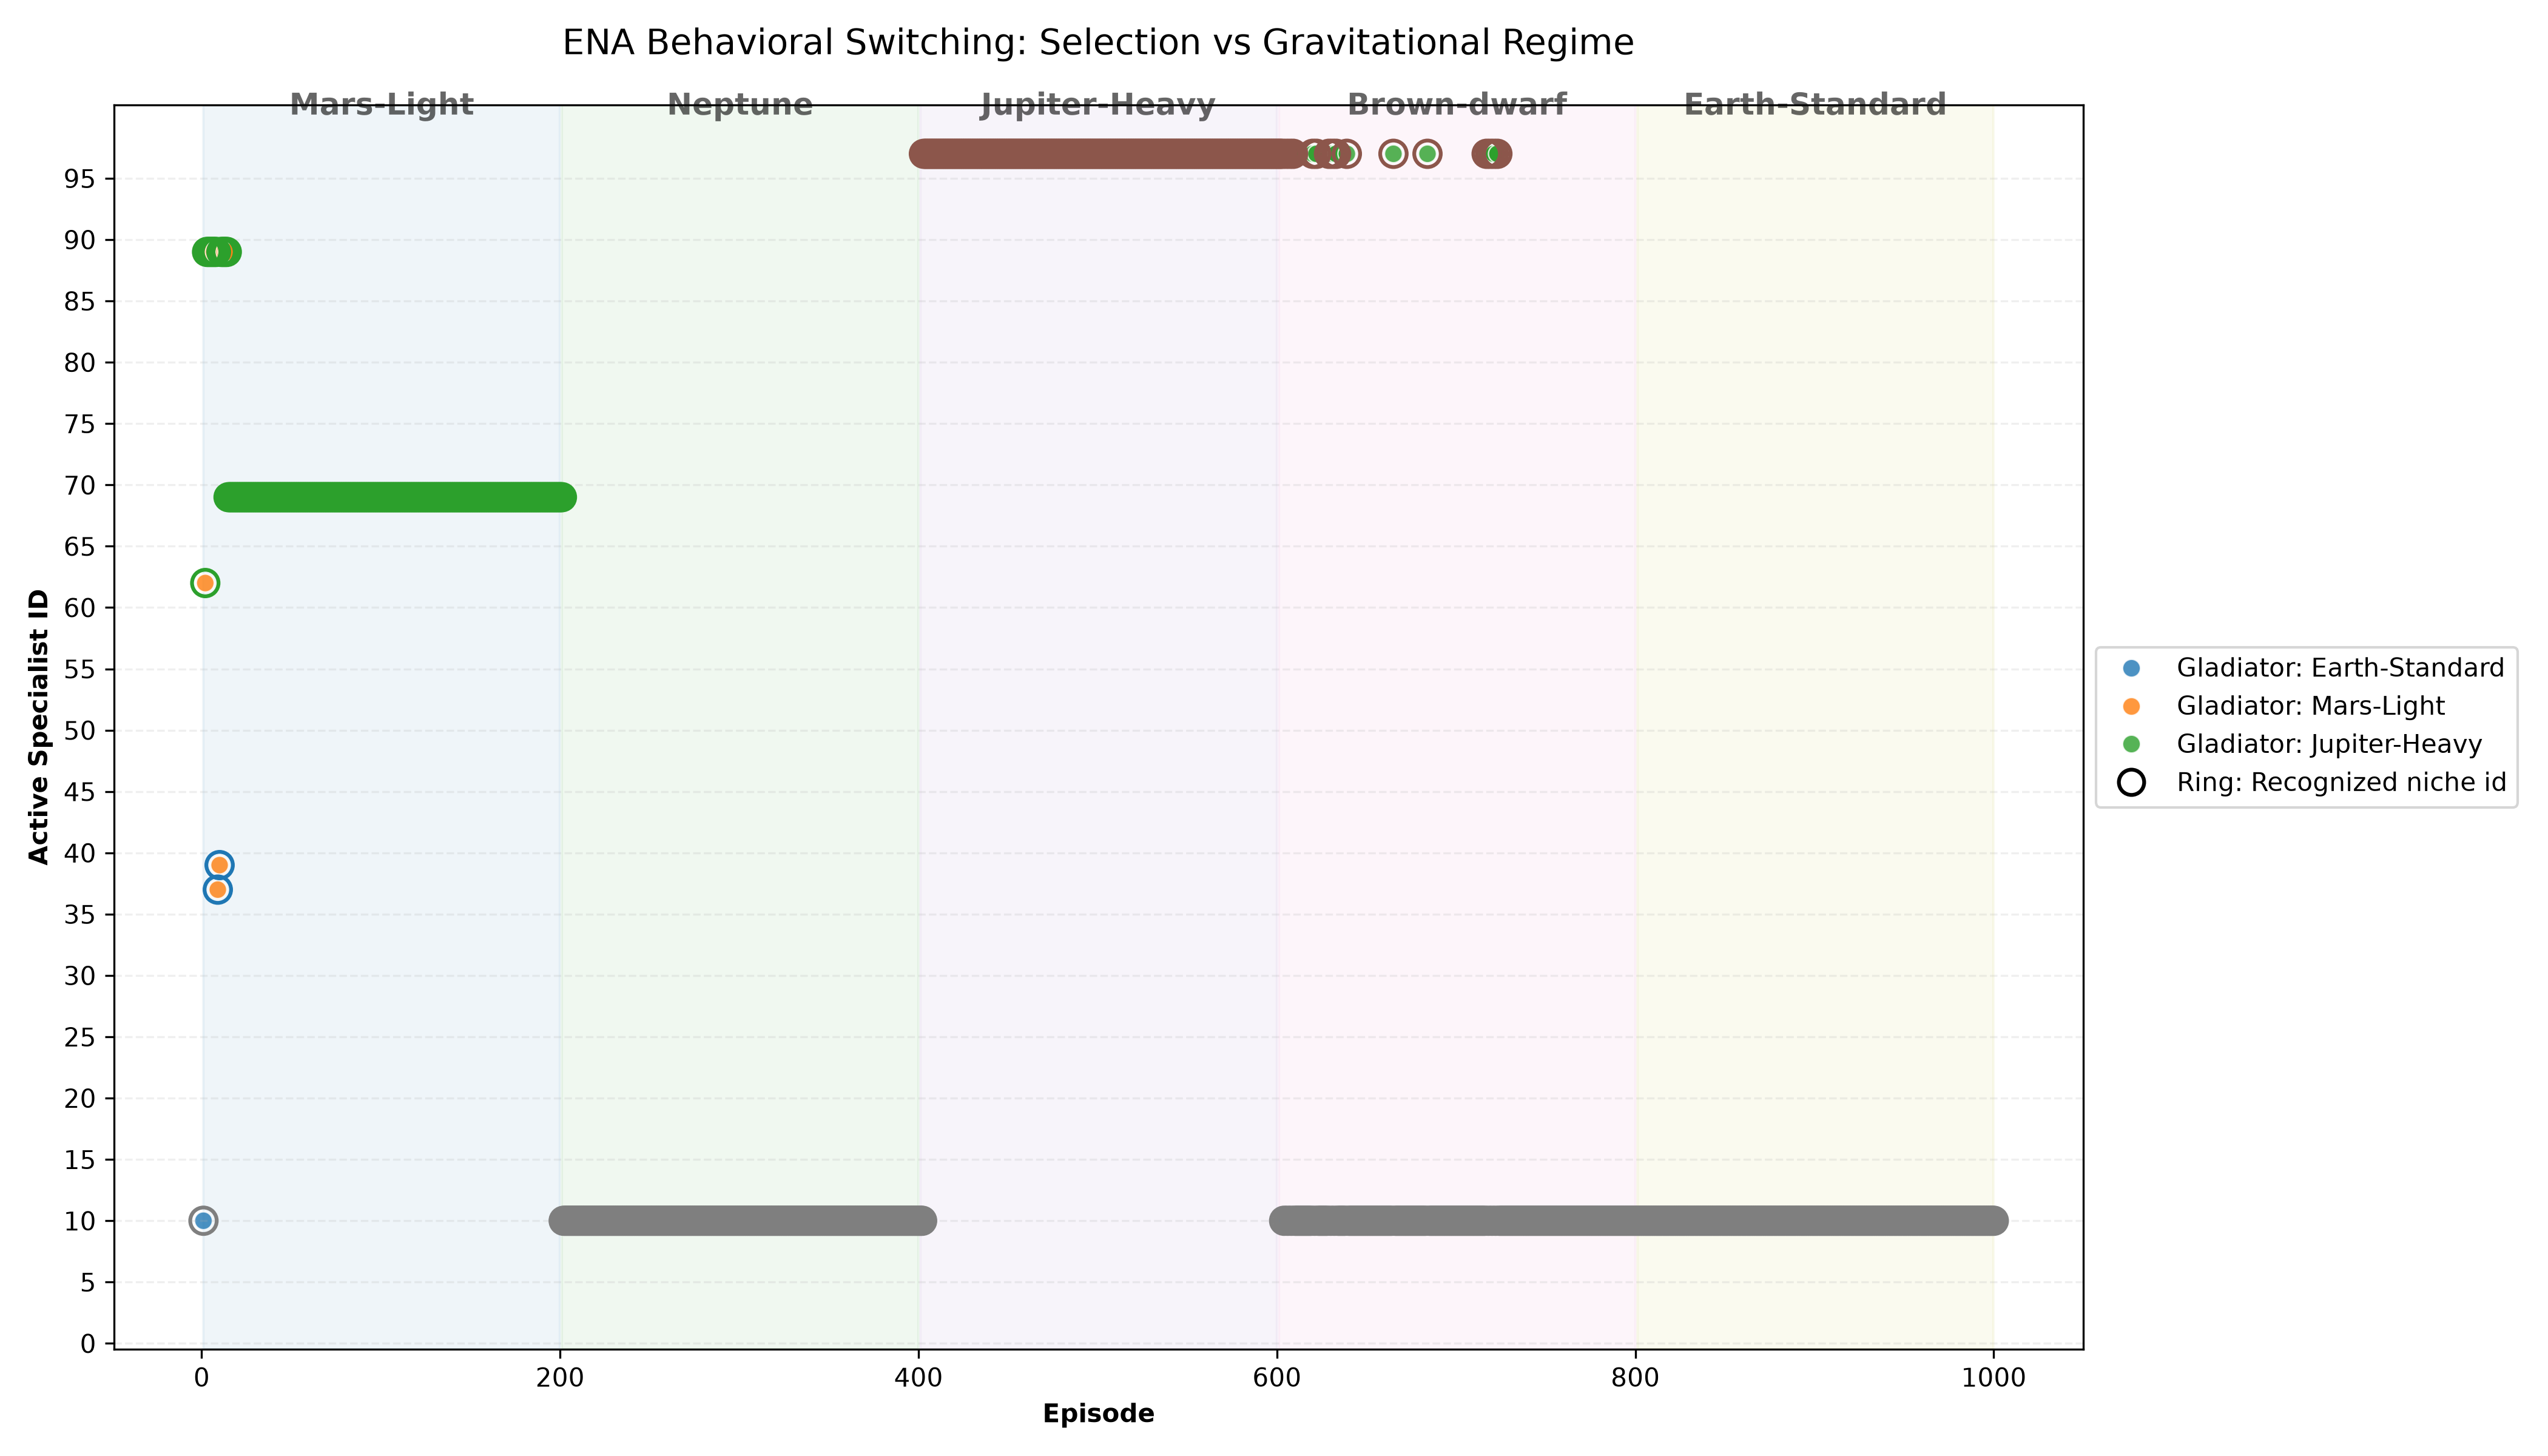 ENA Behavioral Switching: Selection vs Gravitational Regime
Mars-Light Neptune Jupiter-Heavy Brown-dwarf Earth-Standard
95
90
85
80
75
70
65
60
55
50
45
40
35
30
25
20
15
10
5
0
Active Specialist ID
0 200 400 600 800 1000
Episode
Gladiator: Earth-Standard
Gladiator: Mars-Light
Gladiator: Jupiter-Heavy
Ring: Recognized niche id